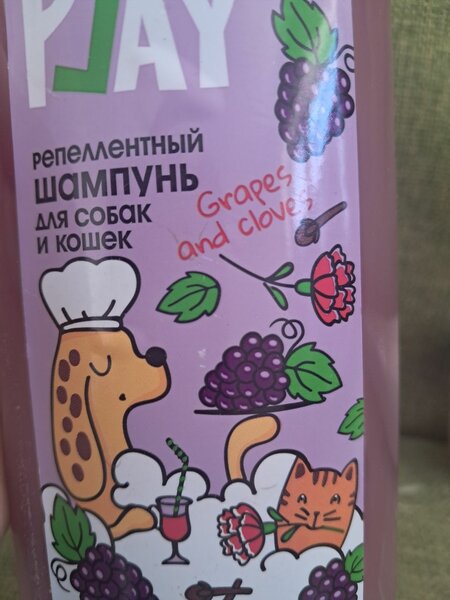 PLAY
репеллентный
шампунь
для собак
и кошек
Grapes
and cloves